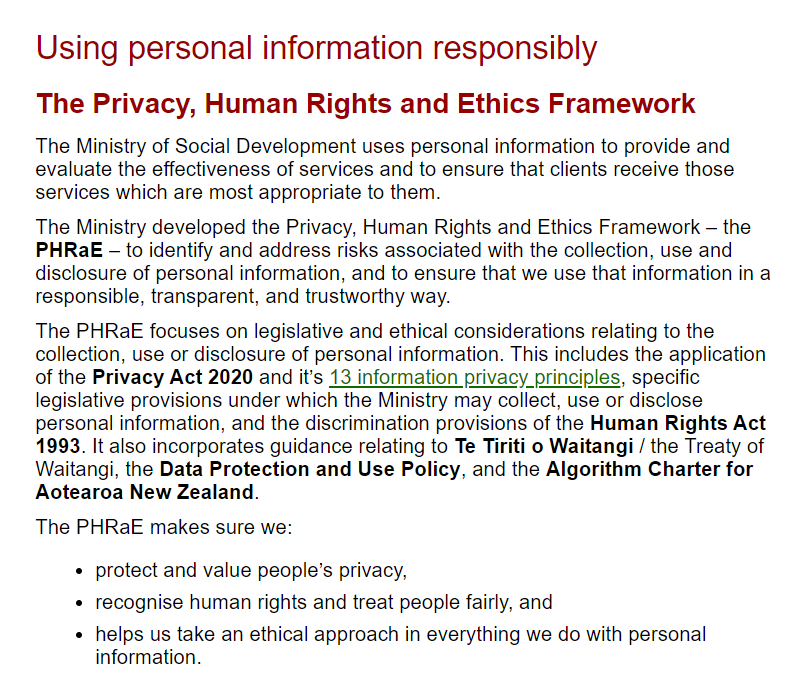 Using personal information responsibly
The Privacy, Human Rights and Ethics Framework
The Ministry of Social Development uses personal information to provide and
evaluate the effectiveness of services and to ensure that clients receive those
services which are most appropriate to them.
The Ministry developed the Privacy, Human Rights and Ethics Framework – the
PHRaE – to identify and address risks associated with the collection, use and
disclosure of personal information, and to ensure that we use that information in a
responsible, transparent, and trustworthy way.
The PHRaE focuses on legislative and ethical considerations relating to the
collection, use or disclosure of personal information. This includes the application
of the Privacy Act 2020 and it’s 13 information privacy principles, specific
legislative provisions under which the Ministry may collect, use or disclose
personal information, and the discrimination provisions of the Human Rights Act
1993. It also incorporates guidance relating to Te Tiriti o Waitangi / the Treaty of
Waitangi, the Data Protection and Use Policy, and the Algorithm Charter for
Aotearoa New Zealand.
The PHRaE makes sure we:
• protect and value people’s privacy,
• recognise human rights and treat people fairly, and
• helps us take an ethical approach in everything we do with personal
information.